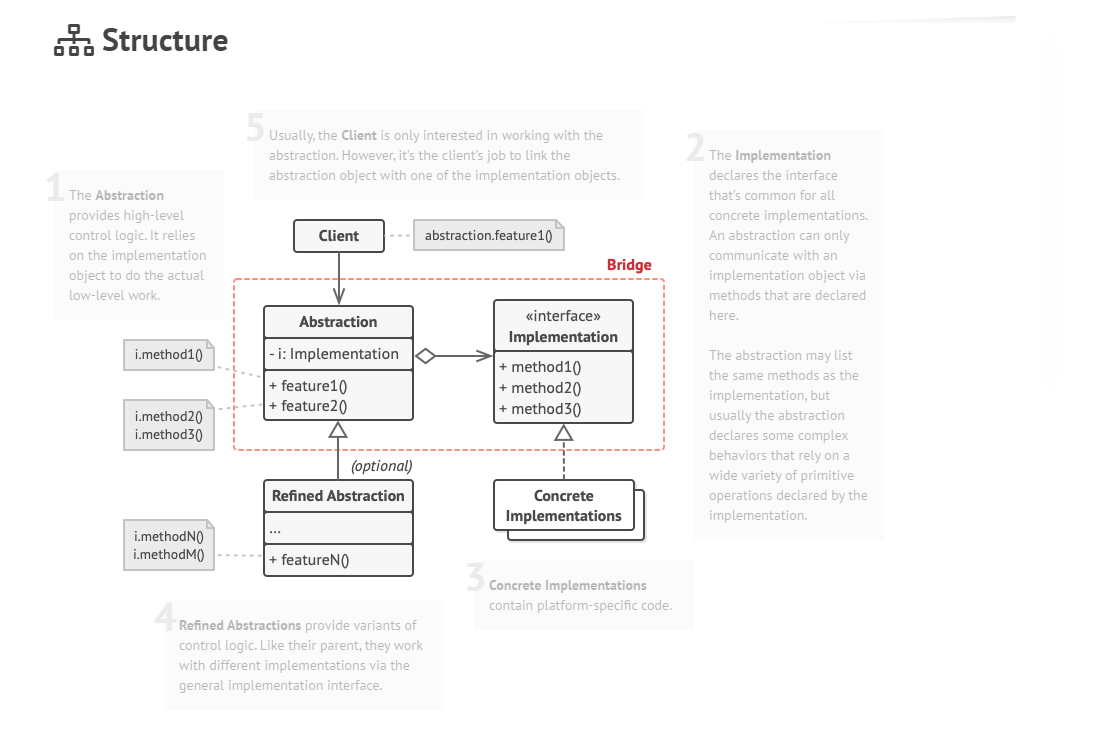 Structure
5
Usually, the Client is only interested in working with the
abstraction. However, it's the client's job to link the
abstraction object with one of the implementation objects.
1
The Abstraction
provides high-level
control logic. It relies
on the implementation
object to do the actual
low-level work.
2
The Implementation
declares the interface
that's common for all
concrete implementations.
An abstraction can only
communicate with an
implementation object via
methods that are declared
here.
The abstraction may list
the same methods as the
implementation, but
usually the abstraction
declares some complex
behaviors that rely on a
wide variety of primitive
operations declared by the
implementation.
Client
abstraction.feature1()
Bridge
Abstraction
- i: Implementation
+ feature1()
+ feature2()
«interface»
Implementation
+ method1()
+ method2()
+ method3()
i.method1()
i.method2()
i.method3()
(optional)
Refined Abstraction
...
+ featureN()
Concrete
Implementations
i.methodN()
i.methodM()
3
Concrete Implementations
contain platform-specific code.
4
Refined Abstractions provide variants of
control logic. Like their parent, they work
with different implementations via the
general implementation interface.